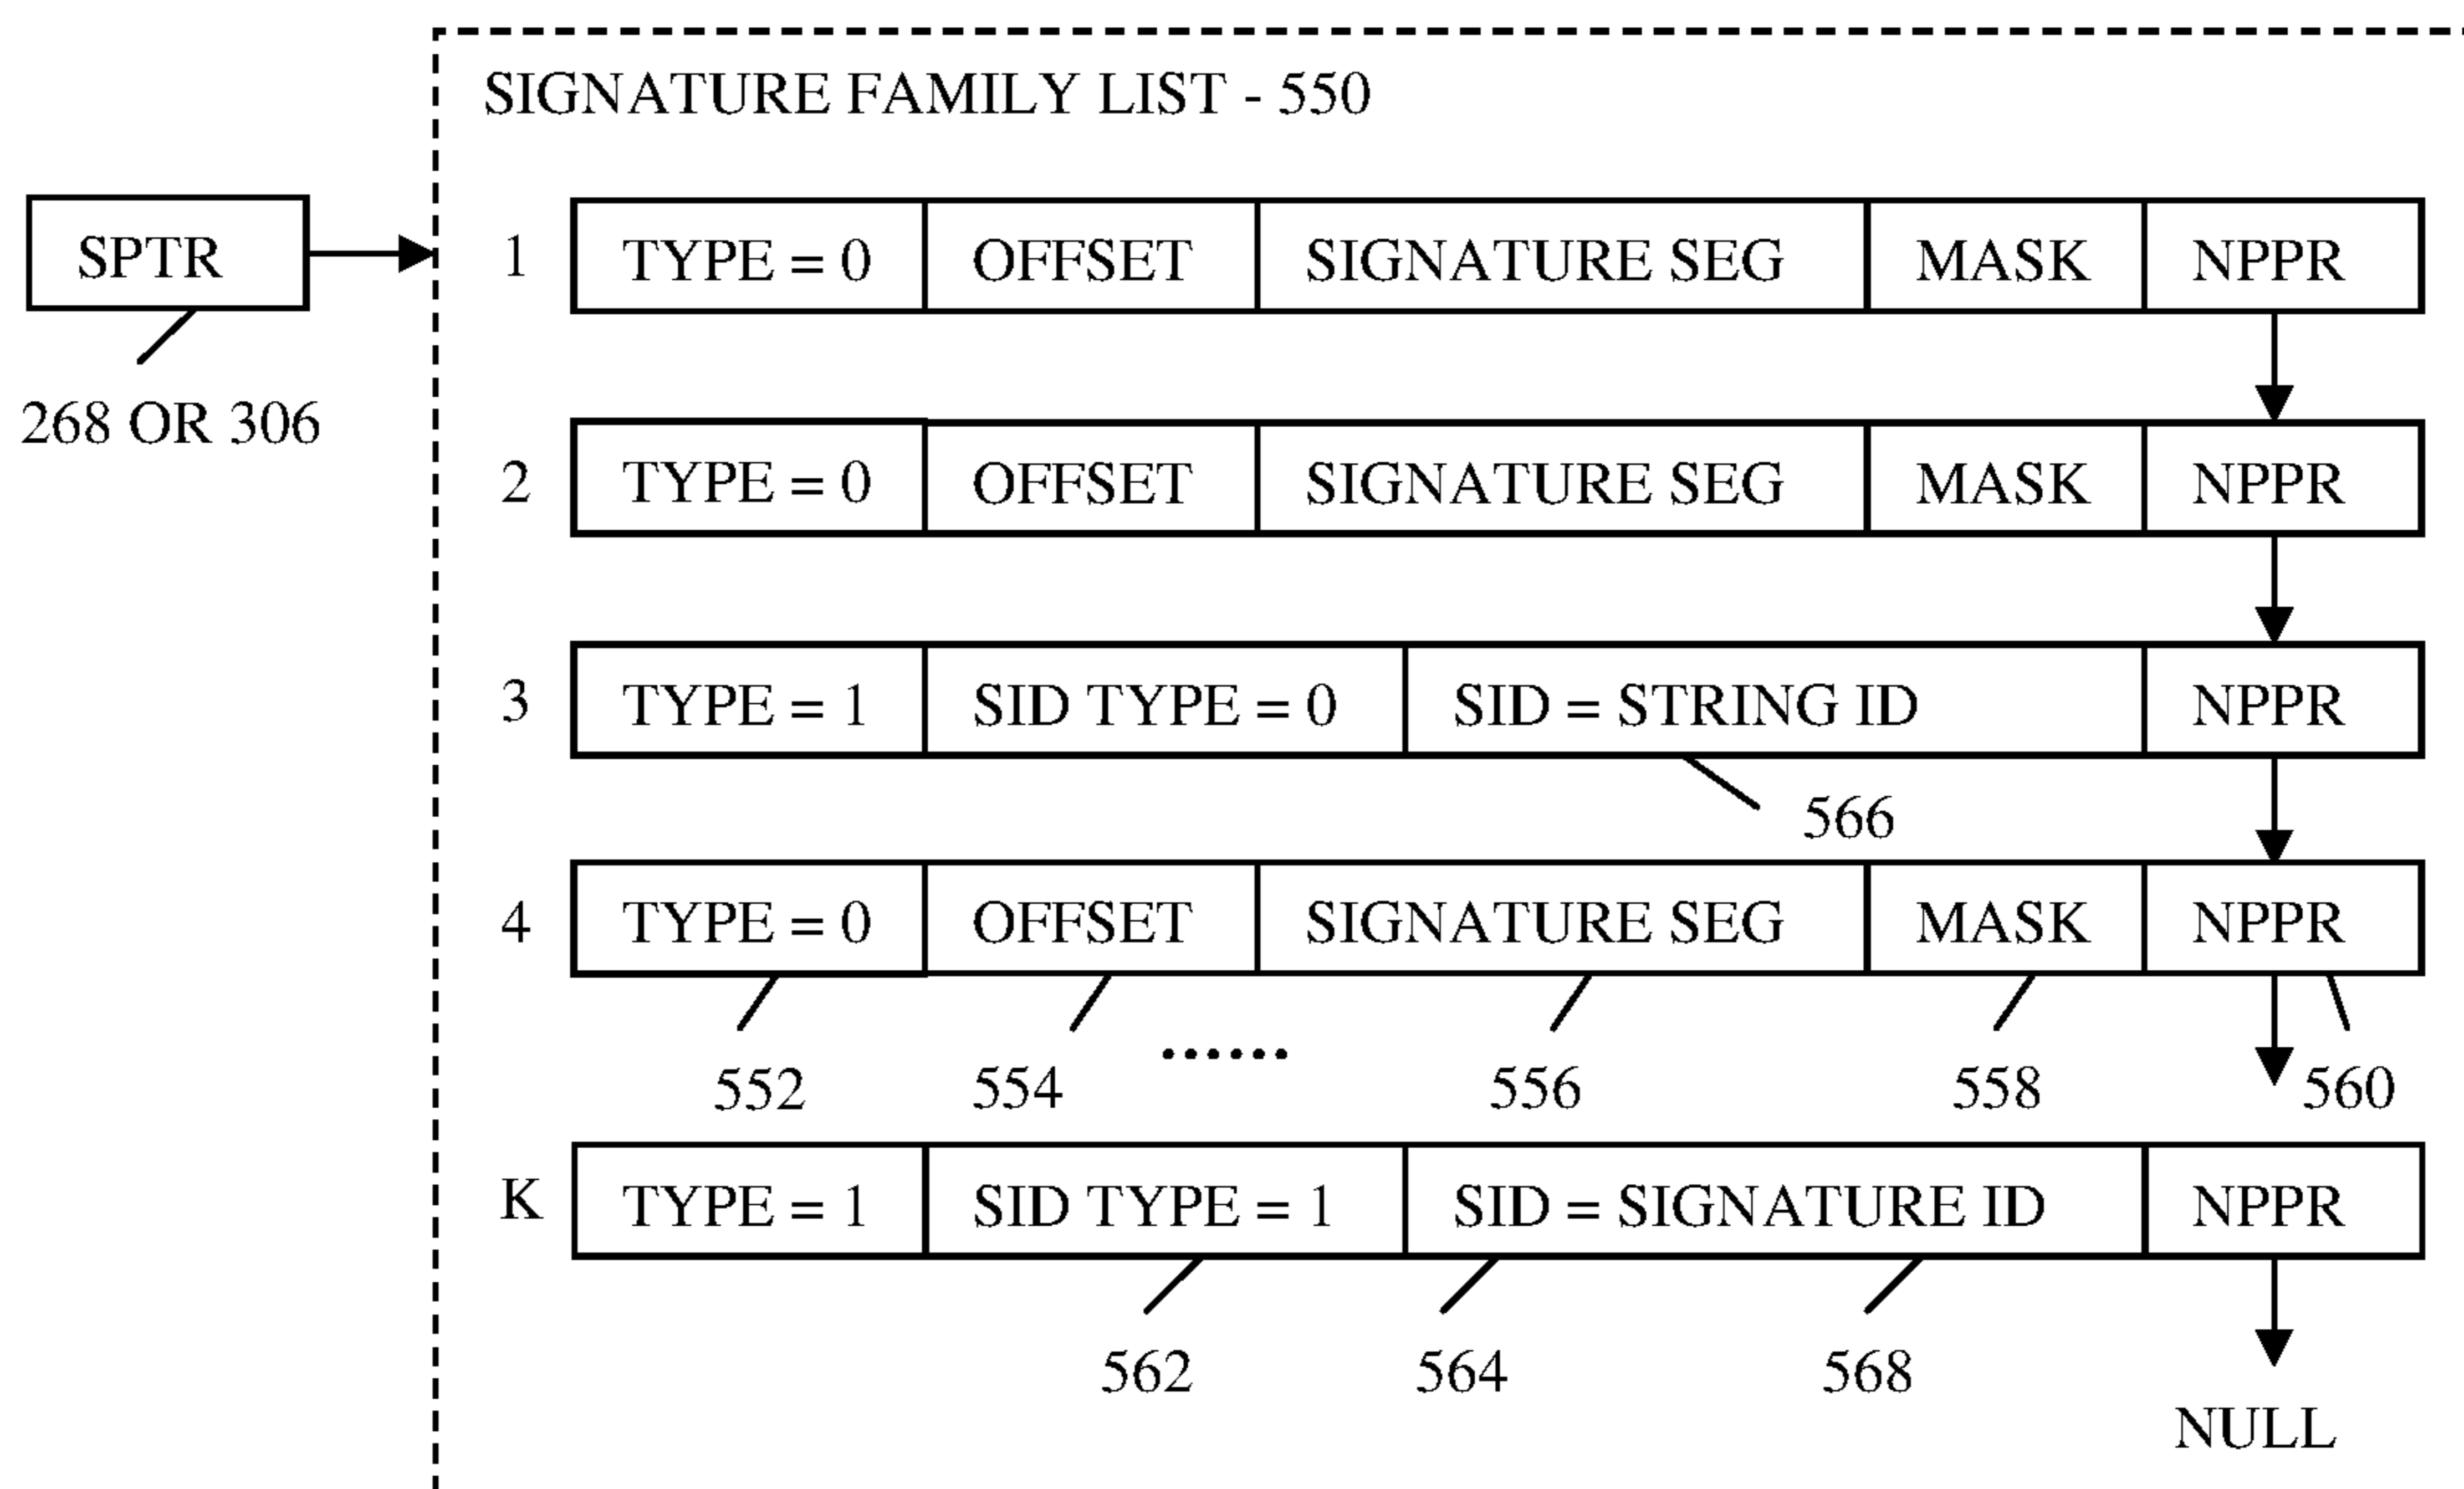 SIGNATURE FAMILY LIST - 550
SPTR
268 OR 306
1 TYPE = 0 OFFSET SIGNATURE SEG MASK NPPR
2 TYPE = 0 OFFSET SIGNATURE SEG MASK NPPR
3 TYPE = 1 SID TYPE = 0 SID = STRING ID NPPR
566
4 TYPE = 0 OFFSET SIGNATURE SEG MASK NPPR
552 554 ...... 556 558 560
K TYPE = 1 SID TYPE = 1 SID = SIGNATURE ID NPPR
562 564 568
NULL